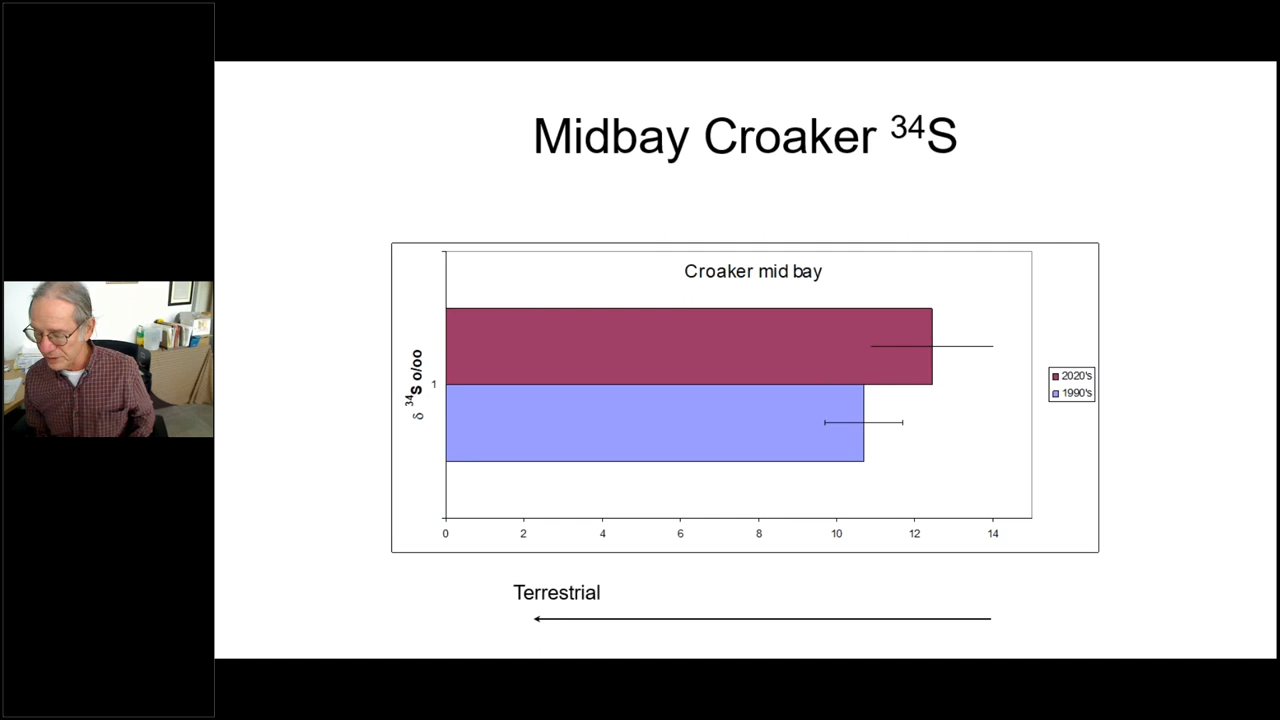 Midbay Croaker ³⁴S
Croaker mid bay
δ ³⁴S o/oo
1
2020's
1990's
0 2 4 6 8 10 12 14
Terrestrial